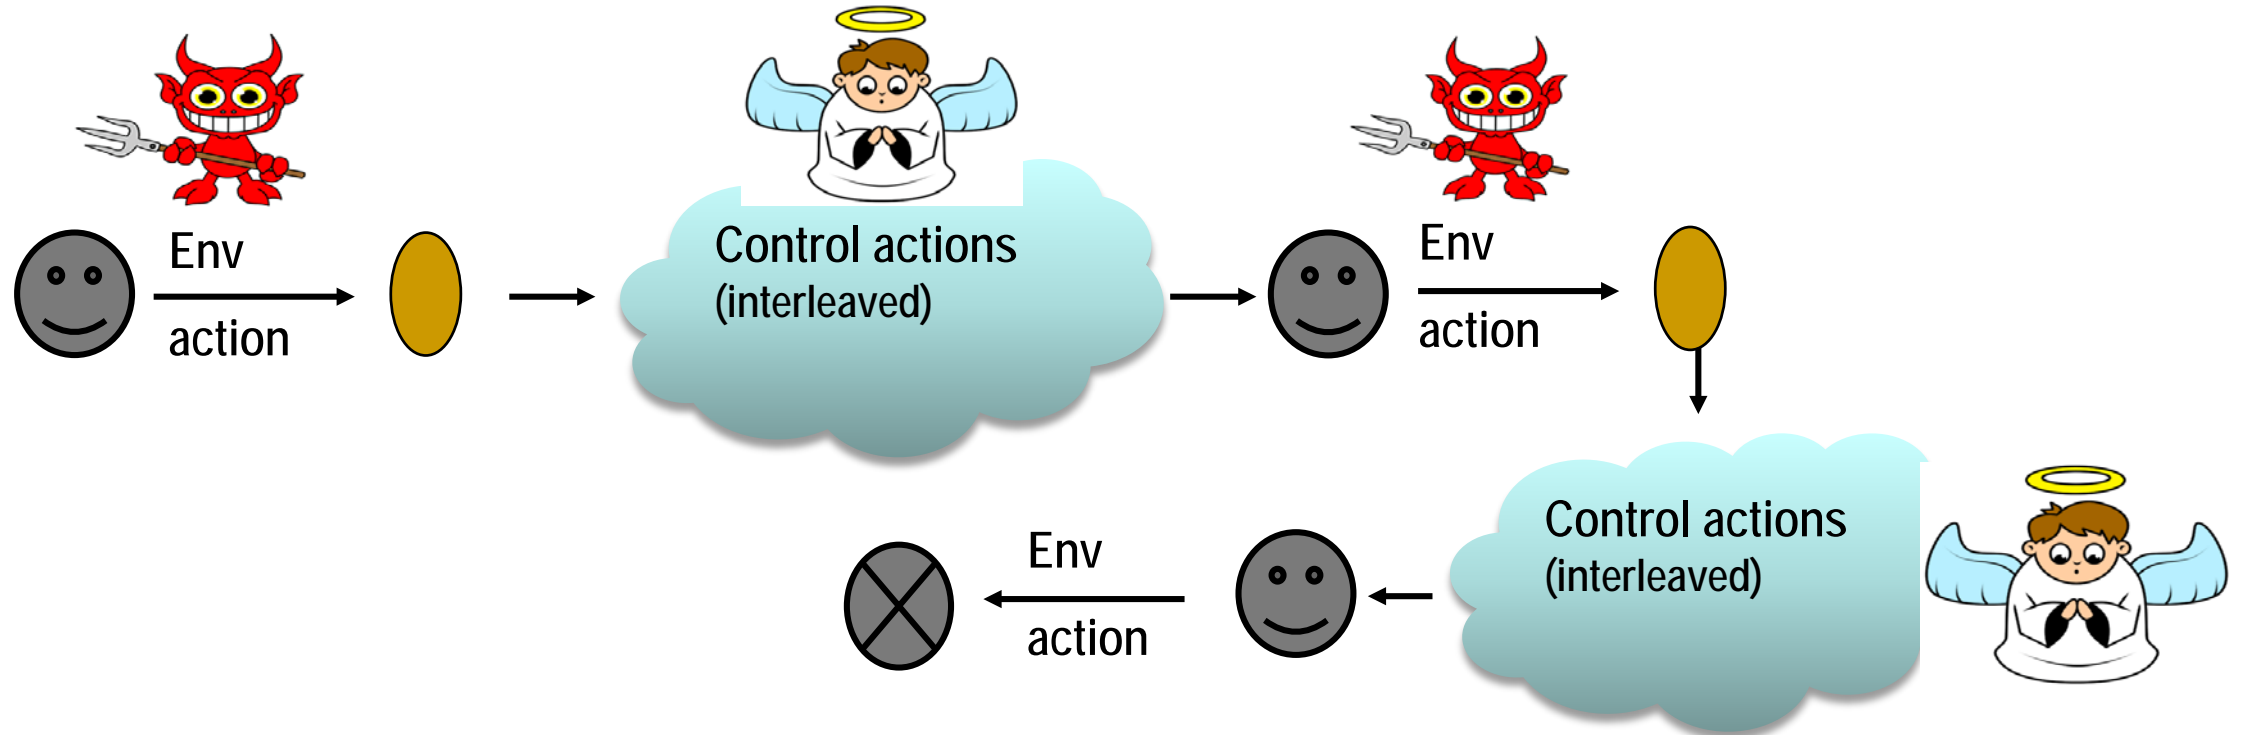 Env
action
Control actions
(interleaved)
Env
action
Control actions
(interleaved)
Env
action